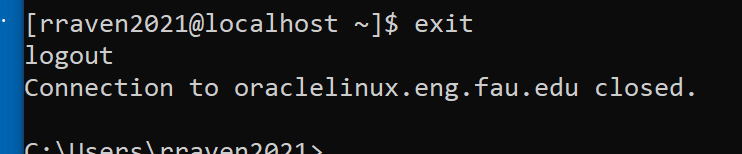 [rraven2021@localhost ~]$ exit
logout
Connection to oraclelinux.eng.fau.edu closed.
C:\Users\rraven2021>